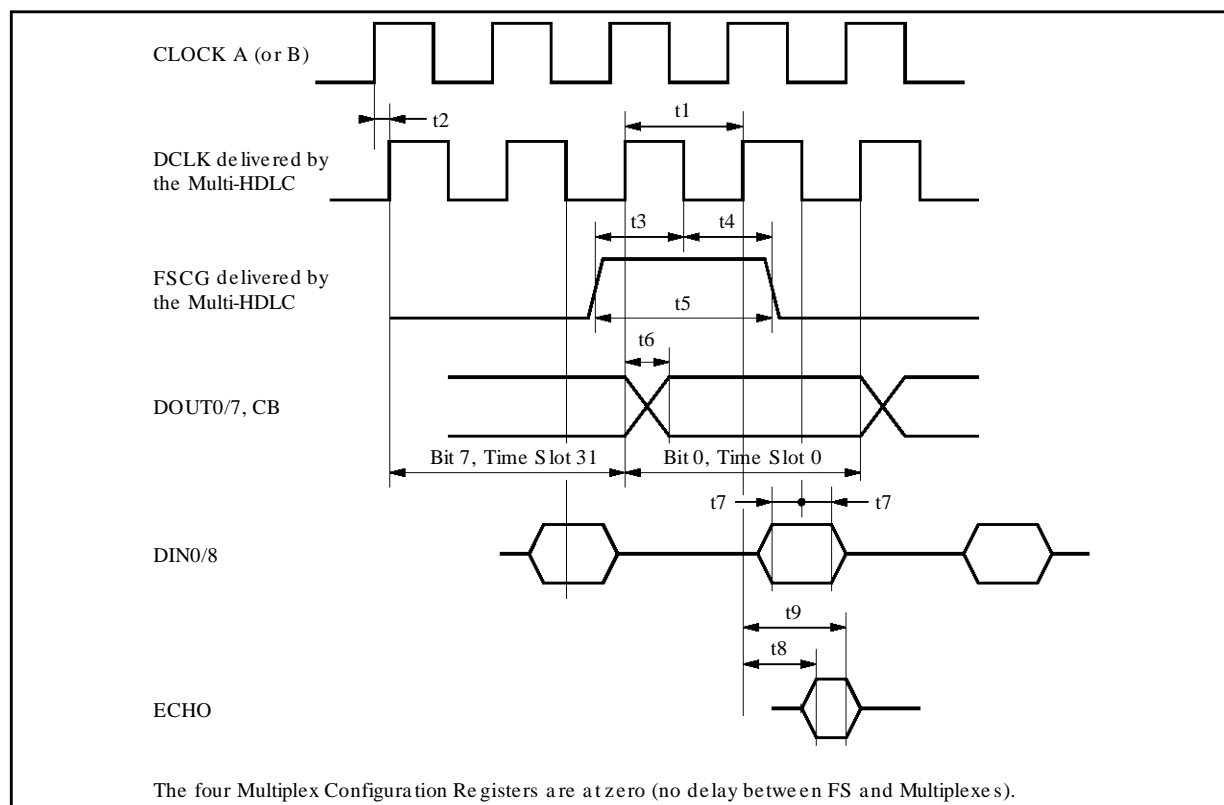 CLOCK A (or B)
t2
t1
DCLK delivered by
the Multi-HDLC
t3
t4
FSCG delivered by
the Multi-HDLC
t5
t6
DOUT0/7, CB
Bit 7, Time Slot 31
Bit 0, Time Slot 0
t7
t7
DIN0/8
t9
t8
ECHO
The four Multiplex Configuration Registers are at zero (no delay between FS and Multiplexes).